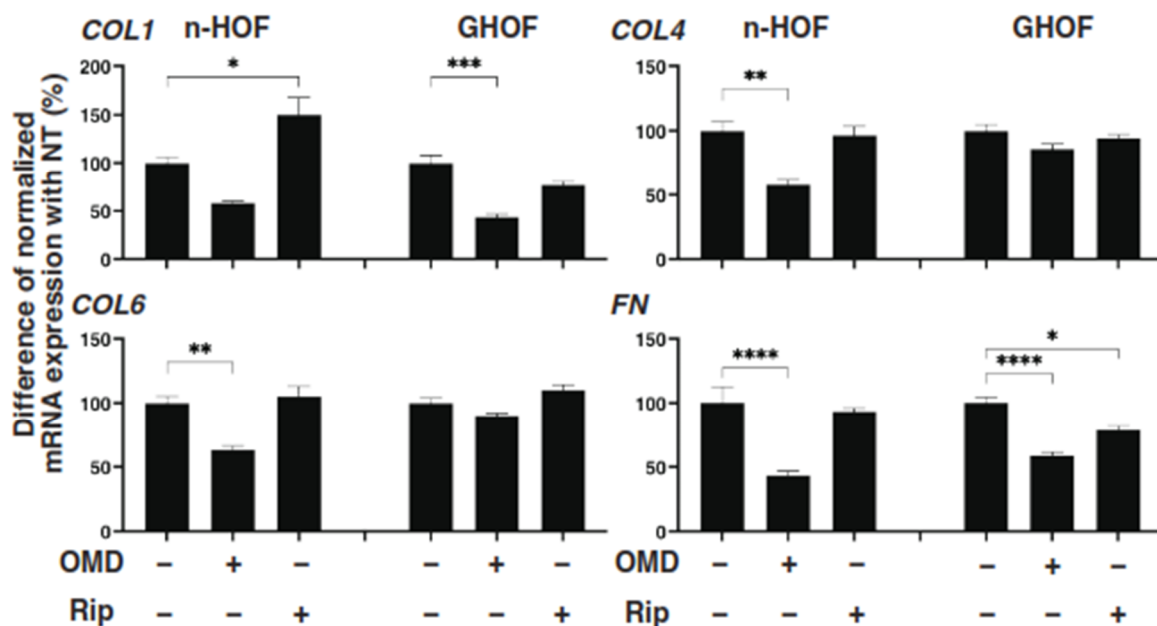 COL1 n-HOF GHOF COL4 n-HOF GHOF
Difference of normalized
mRNA expression with NT (%)
200
150
100
50
0
* ***
150
100
50
0
**
COL6 FN
150
100
50
0
**
150
100
50
0
**** **** *
OMD − + − − + − − + − − + −
Rip − − + − − + Rip − − + − − +